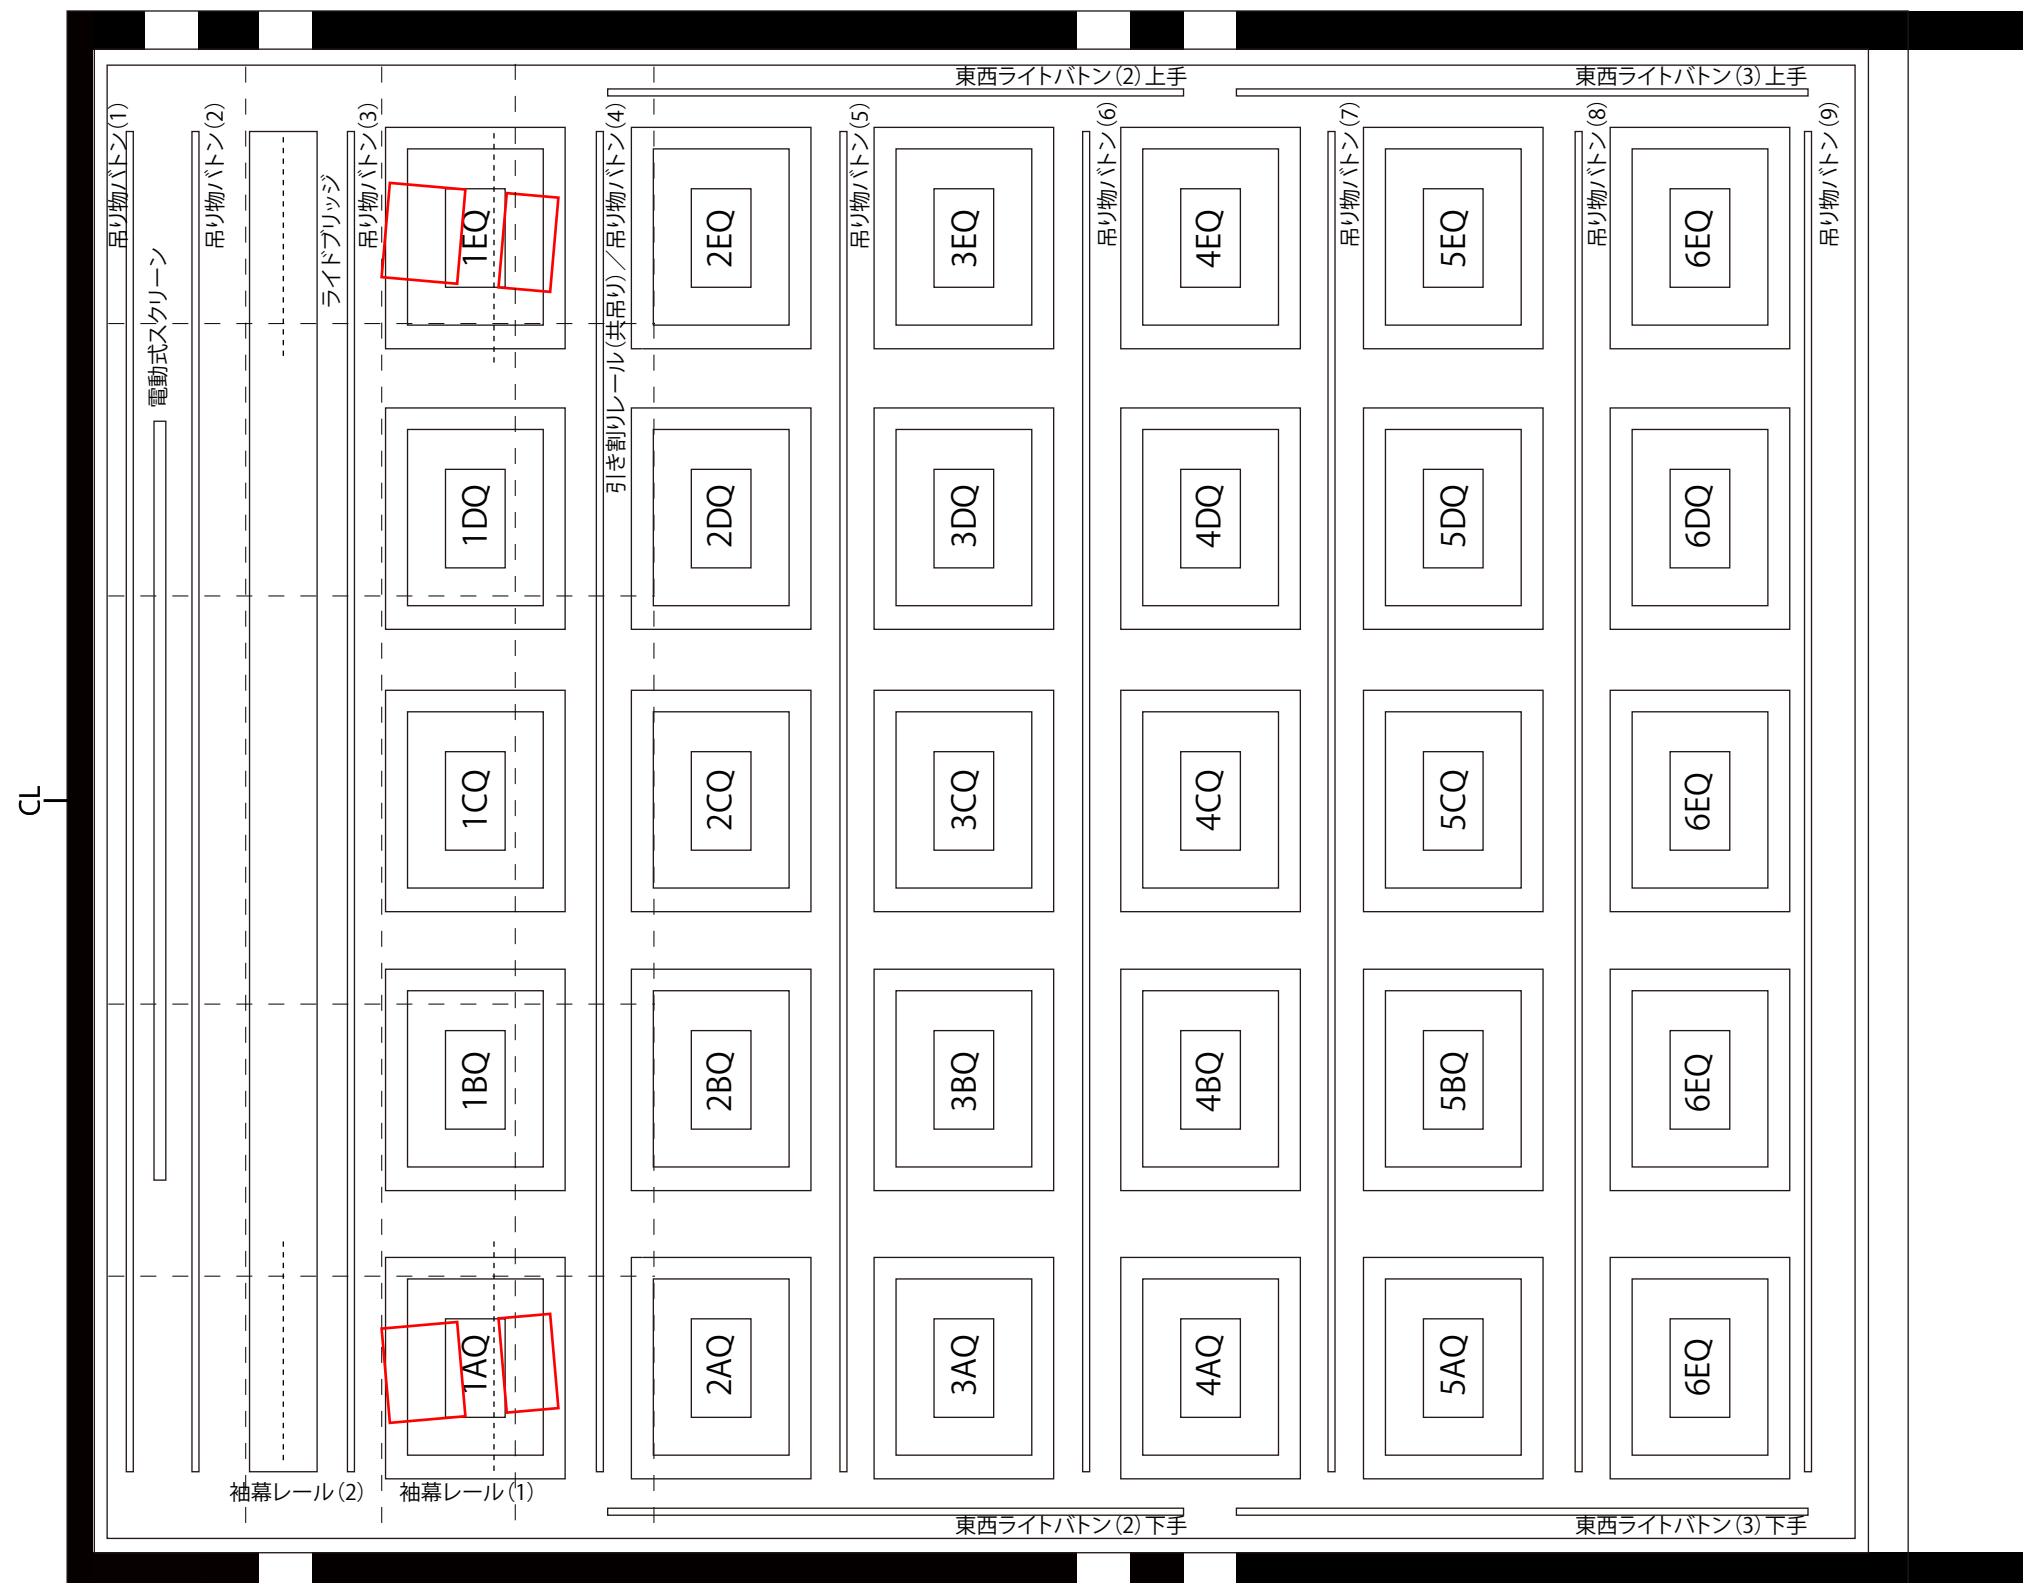 東西ライトバトン（2）上手
東西ライトバトン（3）上手
吊り物バトン（1）
吊り物バトン（2）
吊り物バトン（3）
引き割りレール（共吊り）／吊り物バトン（4）
吊り物バトン（5）
吊り物バトン（6）
吊り物バトン（7）
吊り物バトン（8）
吊り物バトン（9）
電動式スクリーン
ライドブリッジ
1EQ
2EQ
3EQ
4EQ
5EQ
6EQ
1DQ
2DQ
3DQ
4DQ
5DQ
6DQ
CL
1CQ
2CQ
3CQ
4CQ
5CQ
6EQ
1BQ
2BQ
3BQ
4BQ
5BQ
6EQ
1AQ
2AQ
3AQ
4AQ
5AQ
6EQ
袖幕レール（2）
袖幕レール（1）
東西ライトバトン（2）下手
東西ライトバトン（3）下手